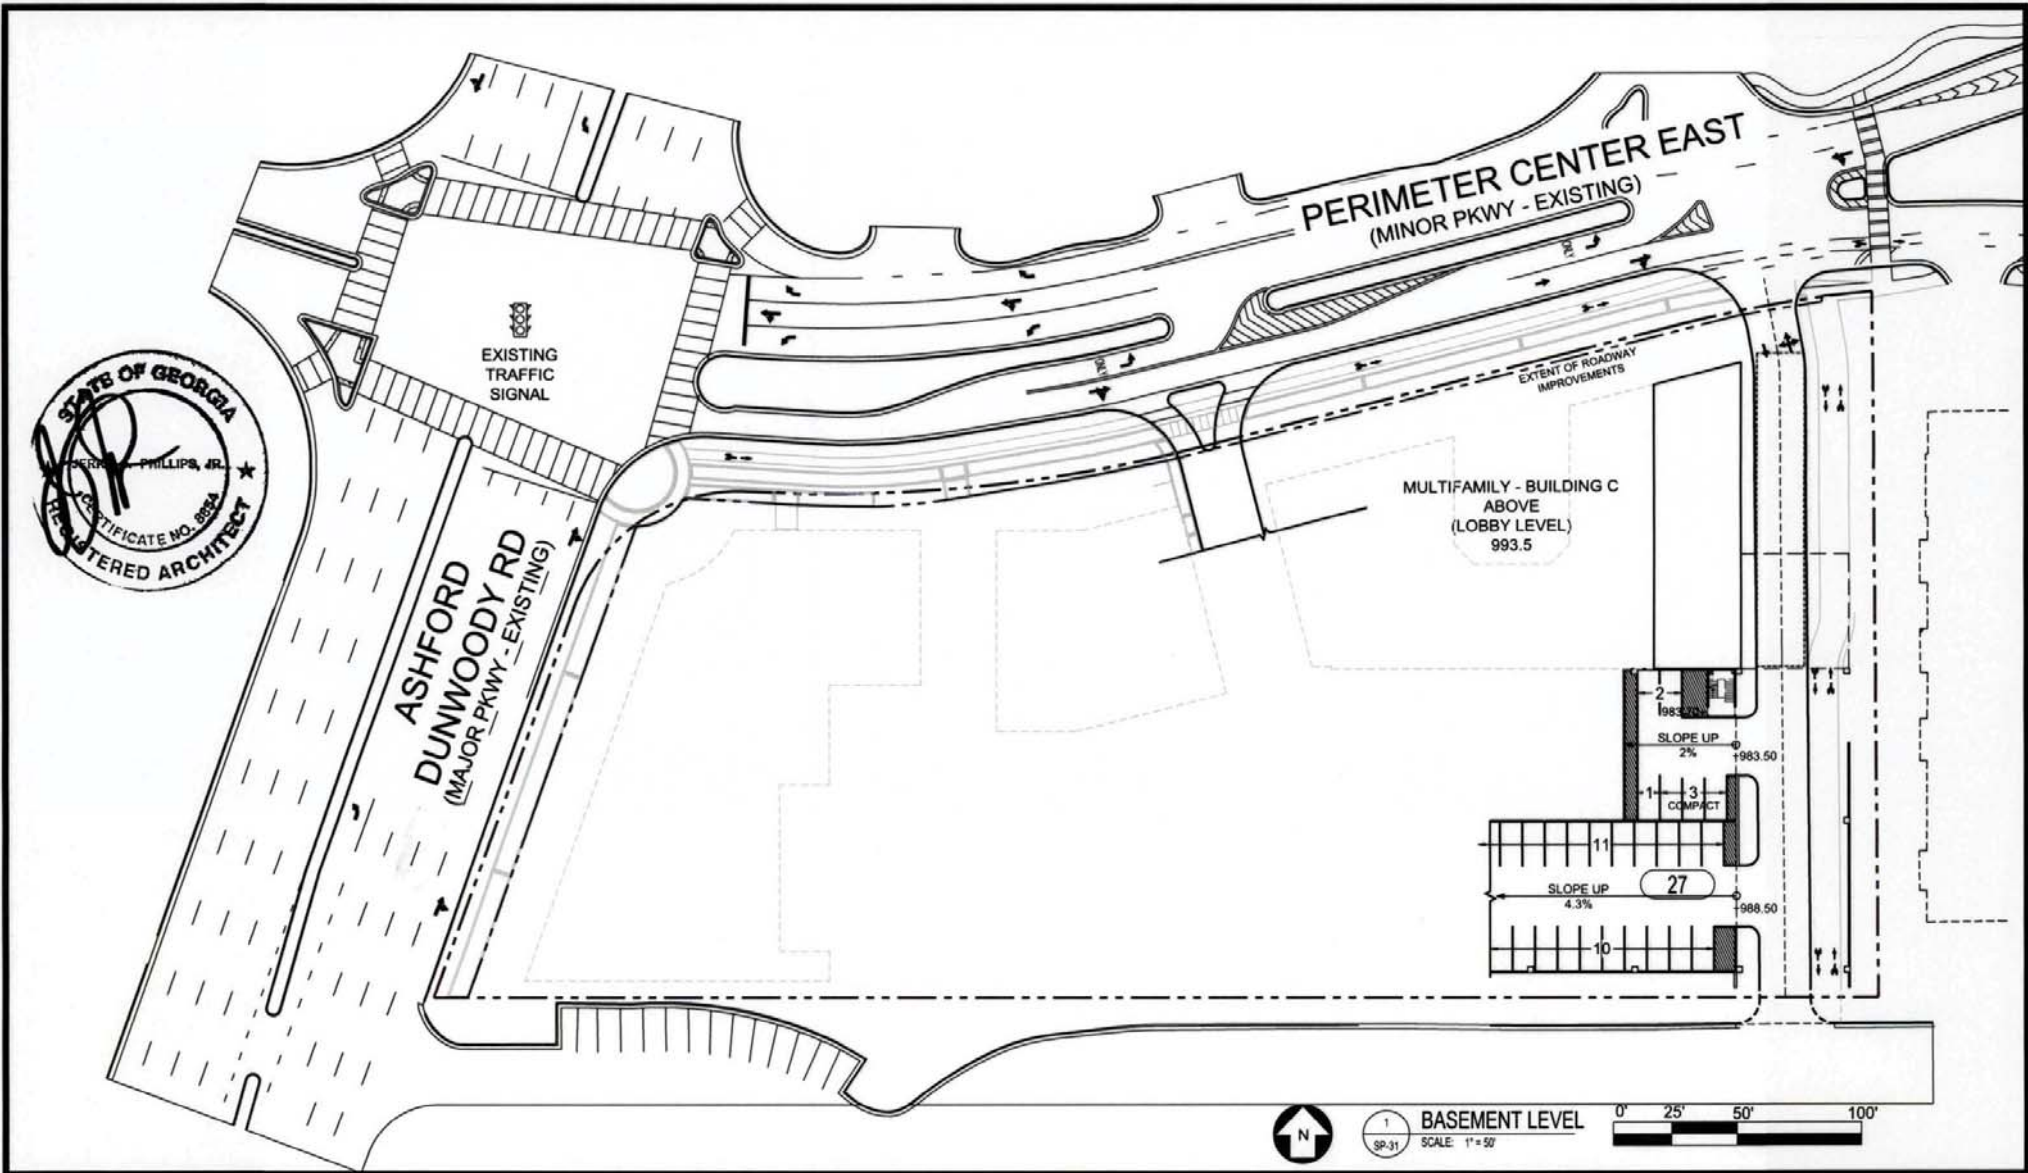 PERIMETER CENTER EAST
(MINOR PKWY - EXISTING)
ONLY
EXISTING
TRAFFIC
SIGNAL
ONLY
EXTENT OF ROADWAY
IMPROVEMENTS
STATE OF GEORGIA
PHILLIPS, JR.
CERTIFICATE NO. 8854
REGISTERED ARCHITECT
MULTIFAMILY - BUILDING C
ABOVE
(LOBBY LEVEL)
993.5
ASHFORD
DUNWOODY RD
(MAJOR PKWY - EXISTING)
2
SLOPE UP
2%
983.50
1
3
COMPACT
11
SLOPE UP
4.3%
27
988.50
10
N
1
SP-31
BASEMENT LEVEL
SCALE: 1" = 50'
0' 25' 50' 100'